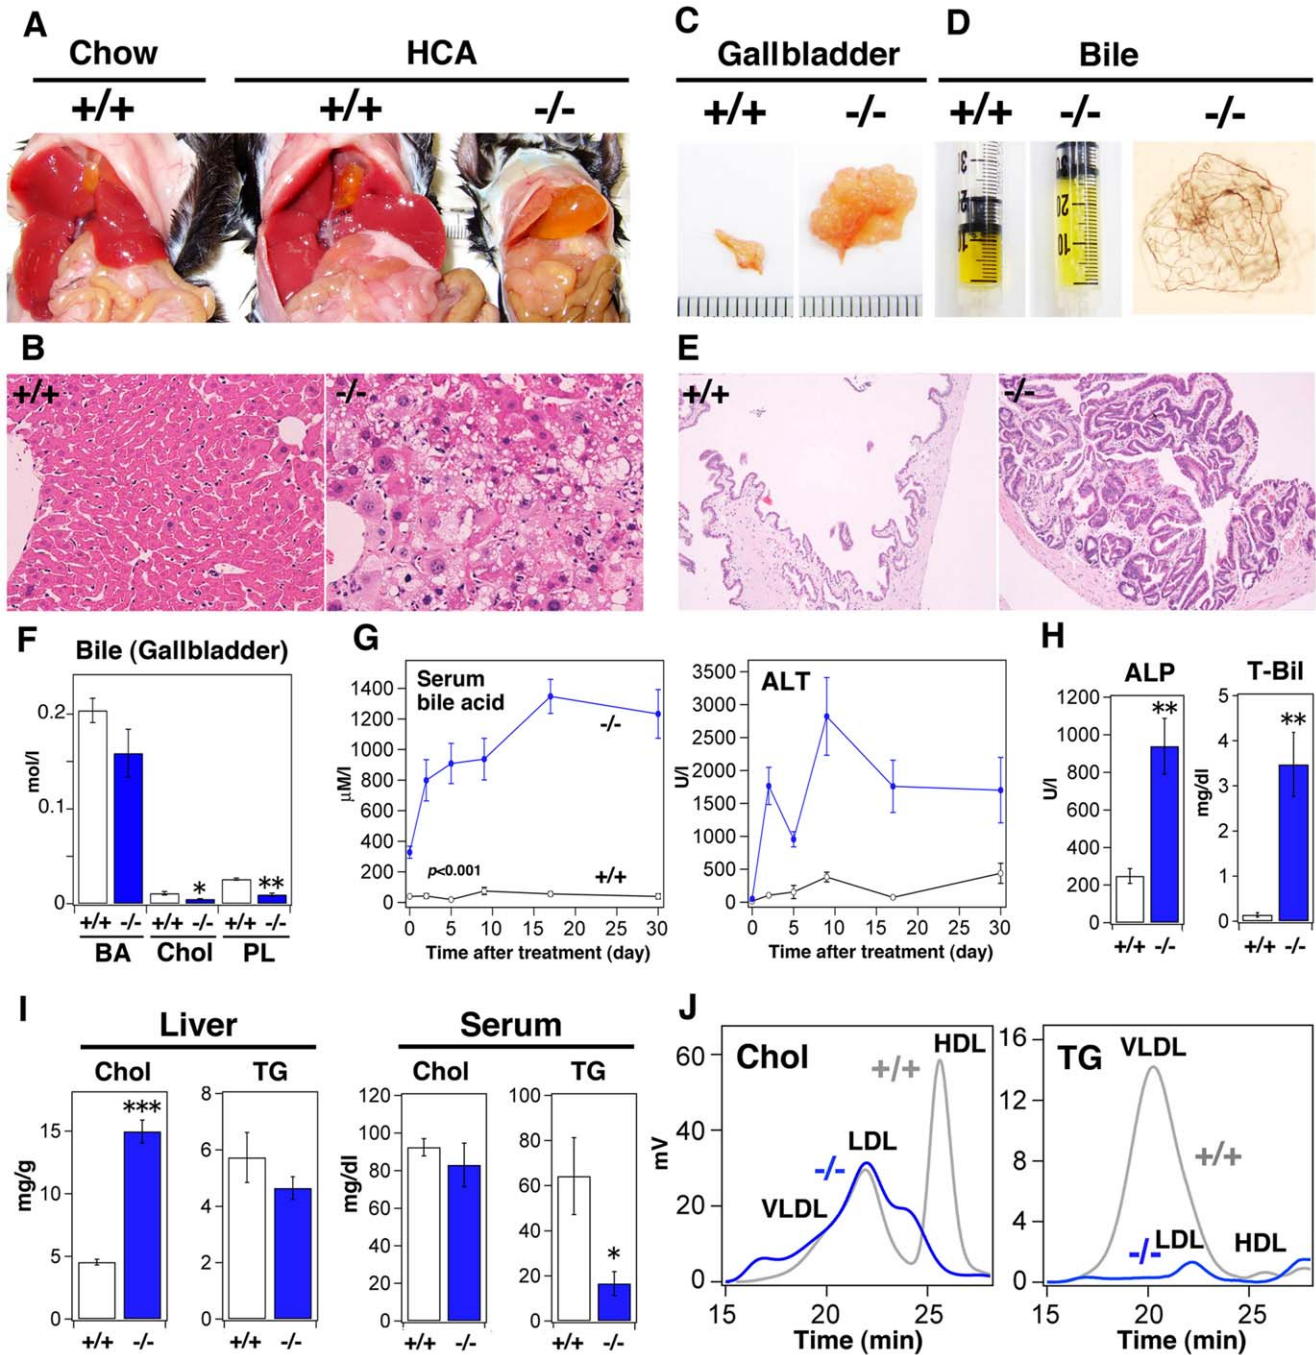 A
Chow
HCA
+/+
+/+
-/-
C
Gallbladder
+/+
-/-
D
Bile
+/+
-/-
-/-
B
+/+
-/-
E
+/+
-/-
F
Bile (Gallbladder)
mol/l
0.2
0.1
0
+/+ -/- +/+ -/- +/+ -/-
* **
BA Chol PL
G
Serum
bile acid
-/-
+/+
p<0.001
μM/l
1400
1200
1000
800
600
400
200
0
0 5 10 15 20 25 30
Time after treatment (day)
ALT
U/l
3500
3000
2500
2000
1500
1000
500
0
0 5 10 15 20 25 30
Time after treatment (day)
H
ALP
**
U/l
1200
1000
800
600
400
200
0
+/+ -/-
T-Bil
**
mg/dl
5
4
3
2
1
0
+/+ -/-
I
Liver
Chol
***
mg/g
15
10
5
0
+/+ -/-
TG
8
6
4
2
0
+/+ -/-
Serum
Chol
mg/dl
120
100
80
60
40
20
0
+/+ -/-
TG
100
80
60
40
20
0
*
+/+ -/-
J
Chol
+/+
HDL
LDL
-/-
VLDL
mV
60
40
20
0
15 20 25
Time (min)
TG
VLDL
+/+
-/- LDL HDL
16
12
8
4
0
15 20 25
Time (min)